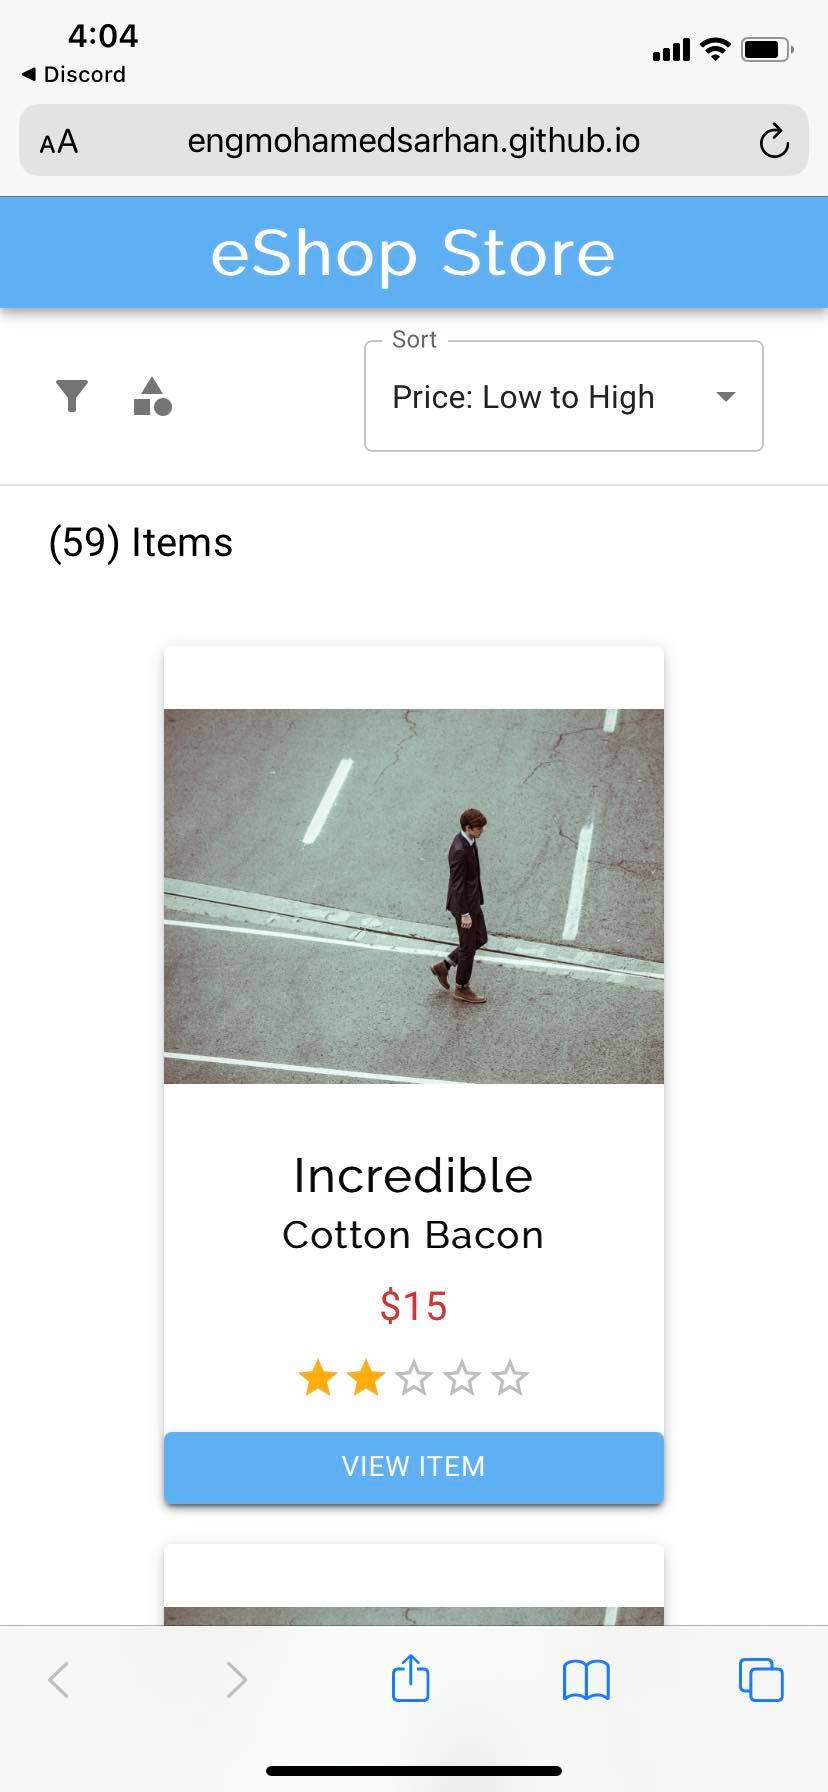 4:04
◀ Discord
AA engmohamedsarhan.github.io
eShop Store
Sort
Price: Low to High
(59) Items
Incredible
Cotton Bacon
$15
VIEW ITEM